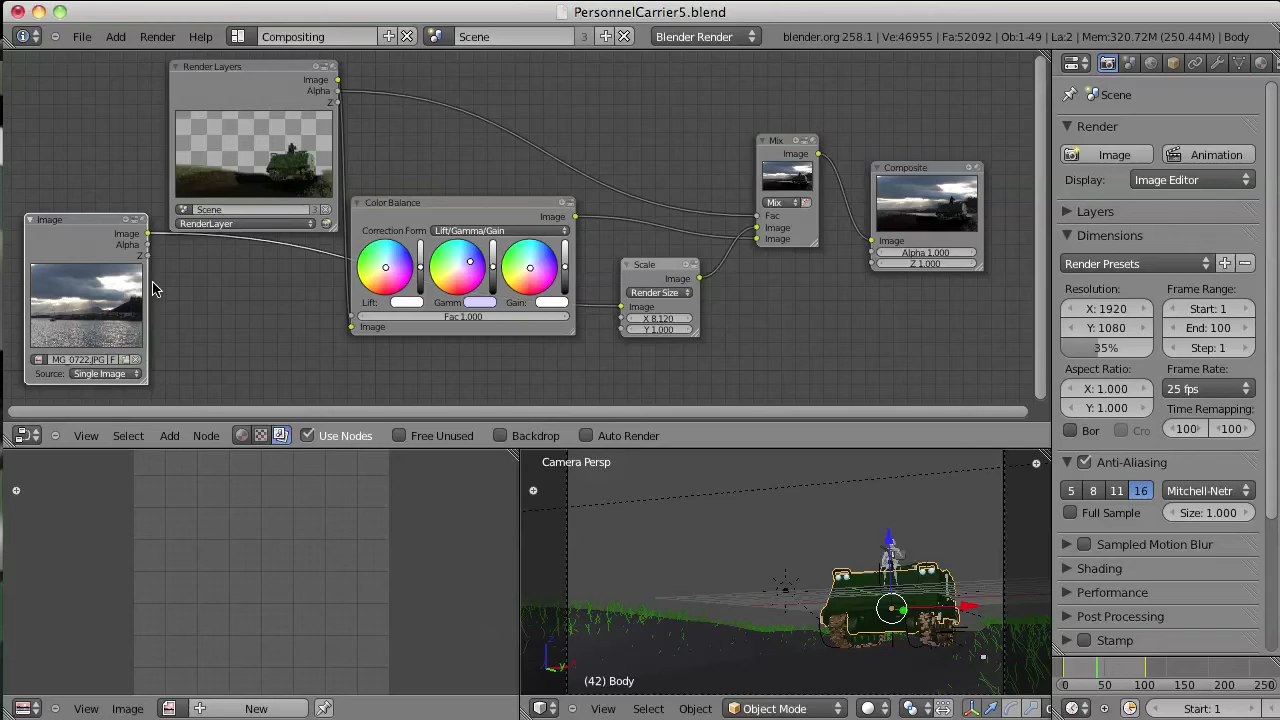 PersonnelCarrier5.blend
File Add Render Help Compositing Scene 3 Blender Render blender.org 258.1 | Ve:46955 | Fa:52092 | Ob:1-49 | La:2 | Mem:320.72M (250.44M) | Body
Render Layers
Image
Alpha
Z
Scene 3
RenderLayer
Image
Image
Alpha
Z
MG_0722.JPG F
Source: Single Image
Color Balance
Image
Correction Form Lift/Gamma/Gain
Lift: Gamm Gain:
Fac 1.000
Image
Scale
Image
Render Size
Image
X 8.120
Y 1.000
Mix
Image
Mix
Fac
Image
Image
Composite
Image
Alpha 1.000
Z 1.000
View Select Add Node Use Nodes Free Unused Backdrop Auto Render
View Image New
Camera Persp
(42) Body
View Select Object Object Mode
Scene
Render
Image Animation
Display: Image Editor
Layers
Dimensions
Render Presets
Resolution: Frame Range:
X: 1920 Start: 1
Y: 1080 End: 100
35% Step: 1
Aspect Ratio: Frame Rate:
X: 1.000 25 fps
Y: 1.000 Time Remapping:
Bor Cro 100 100
Anti-Aliasing
5 8 11 16 Mitchell-Netr
Full Sample Size: 1.000
Sampled Motion Blur
Shading
Performance
Post Processing
Stamp
0 50 100 150 200 250
Start: 1